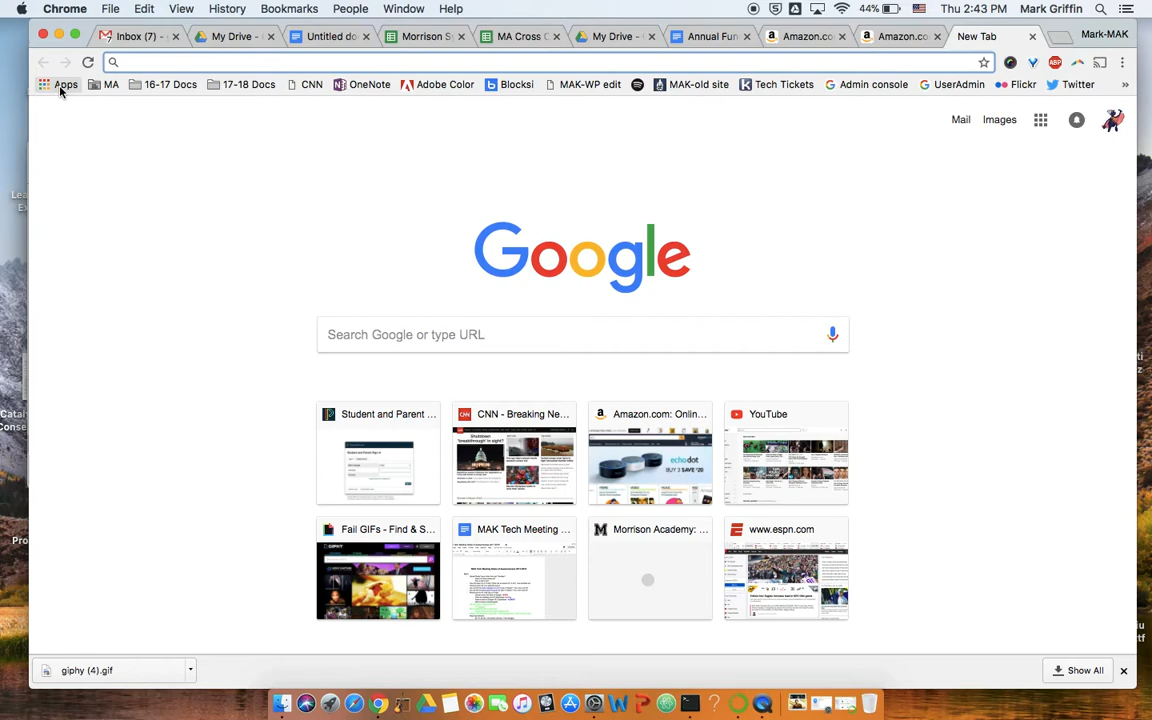 Chrome File Edit View History Bookmarks People Window Help 44% Thu 2:43 PM Mark Griffin
Inbox (7) - My Drive - Untitled do Morrison S MA Cross C My Drive - Annual Fun Amazon.co Amazon.co New Tab Mark-MAK
Apps MA 16-17 Docs 17-18 Docs CNN OneNote Adobe Color Blocksi MAK-WP edit MAK-old site Tech Tickets Admin console UserAdmin Flickr Twitter »
Mail Images
Google
Search Google or type URL
Student and Parent ... CNN - Breaking Ne... Amazon.com: Onlin... YouTube
Fail GIFs - Find & S... MAK Tech Meeting ... Morrison Academy: ... www.espn.com
giphy (4).gif Show All